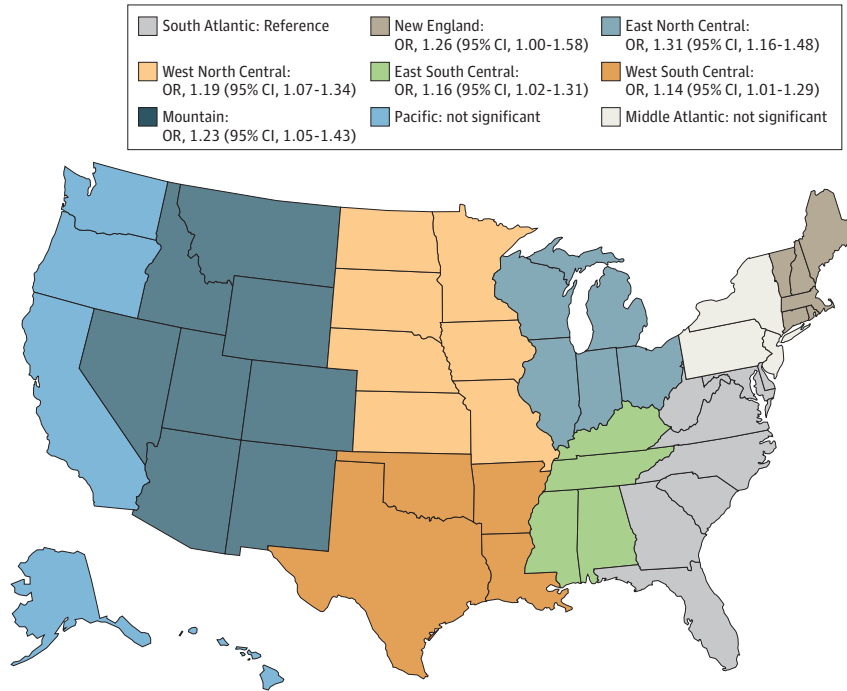 South Atlantic: Reference
New England:
OR, 1.26 (95% CI, 1.00-1.58)
East North Central:
OR, 1.31 (95% CI, 1.16-1.48)
West North Central:
OR, 1.19 (95% CI, 1.07-1.34)
East South Central:
OR, 1.16 (95% CI, 1.02-1.31)
West South Central:
OR, 1.14 (95% CI, 1.01-1.29)
Mountain:
OR, 1.23 (95% CI, 1.05-1.43)
Pacific: not significant
Middle Atlantic: not significant